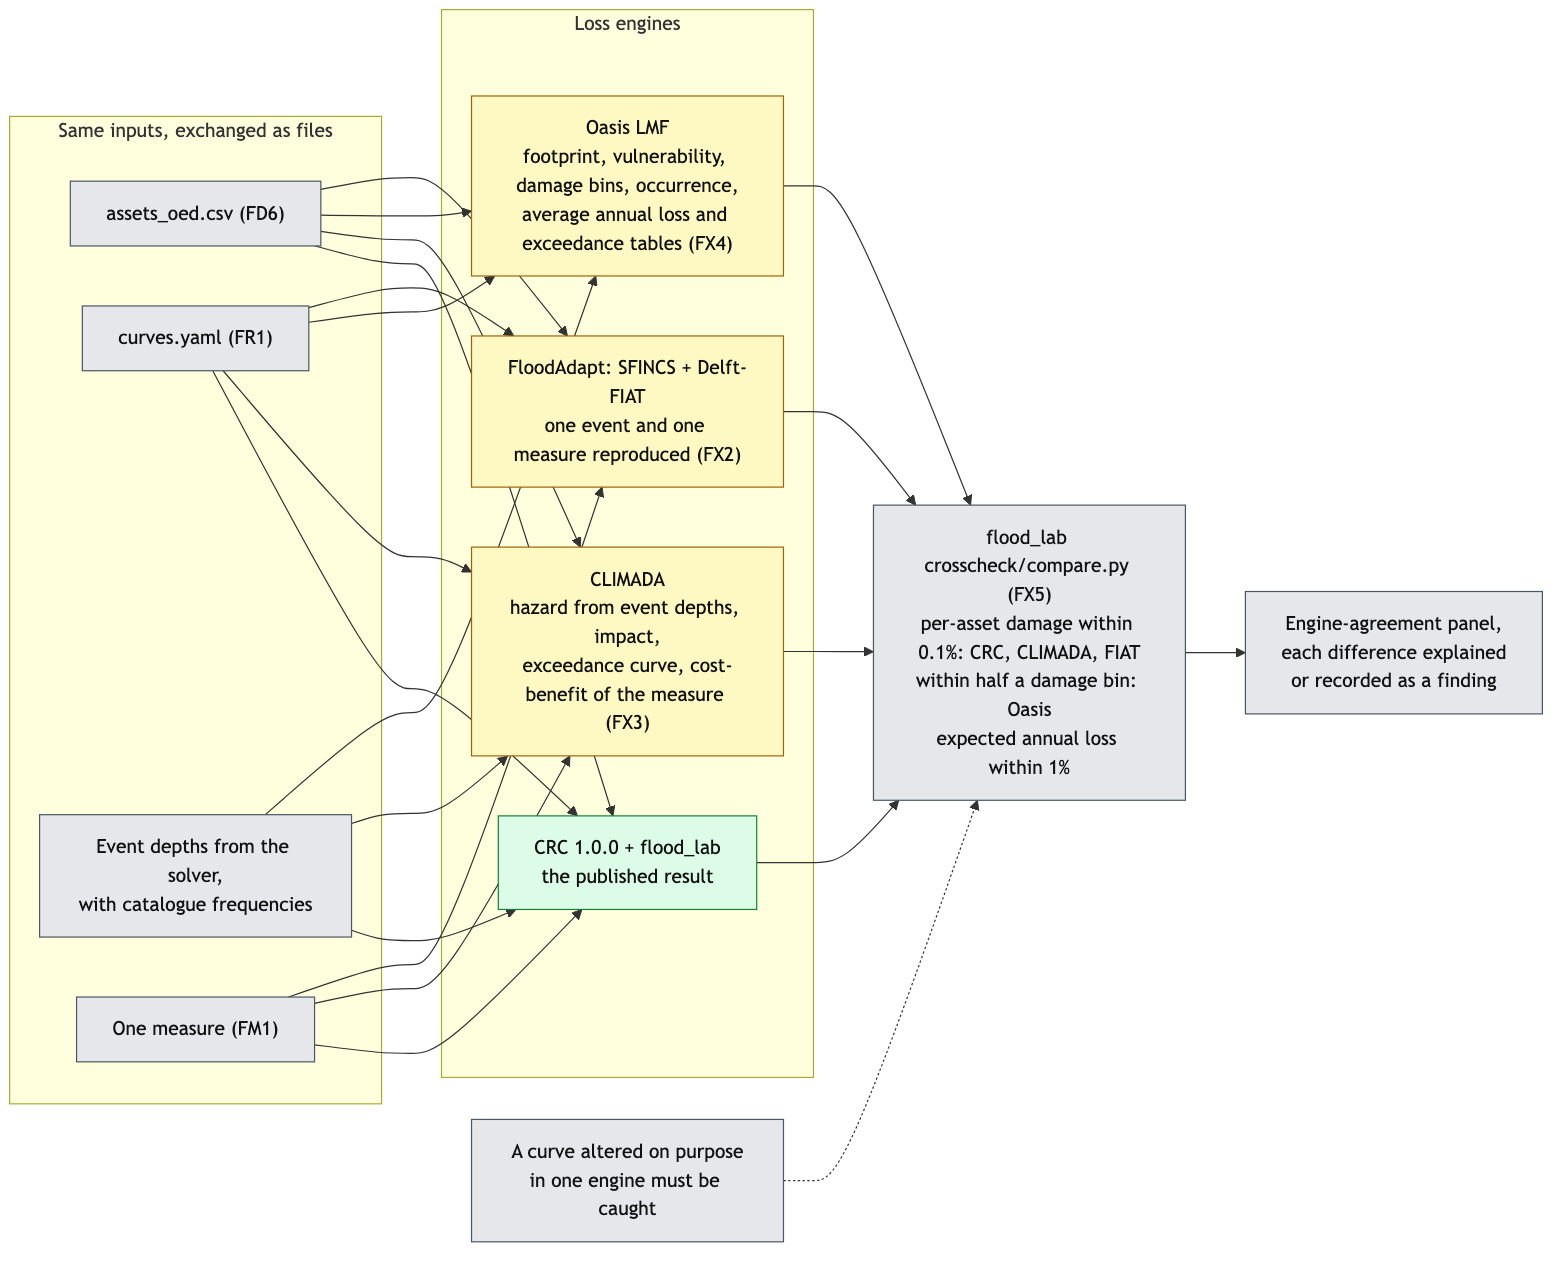 Loss engines
Same inputs, exchanged as files
Oasis LMF
footprint, vulnerability,
damage bins, occurrence,
average annual loss and
exceedance tables (FX4)
assets_oed.csv (FD6)
curves.yaml (FR1)
FloodAdapt: SFINCS + Delft-
FIAT
one event and one
measure reproduced (FX2)
CLIMADA
hazard from event depths,
impact,
exceedance curve, cost-
benefit of the measure
(FX3)
flood_lab
crosscheck/compare.py
(FX5)
per-asset damage within
0.1%: CRC, CLIMADA, FIAT
within half a damage bin:
Oasis
expected annual loss
within 1%
Engine-agreement panel,
each difference explained
or recorded as a finding
Event depths from the
solver,
with catalogue frequencies
CRC 1.0.0 + flood_lab
the published result
One measure (FM1)
A curve altered on purpose
in one engine must be
caught